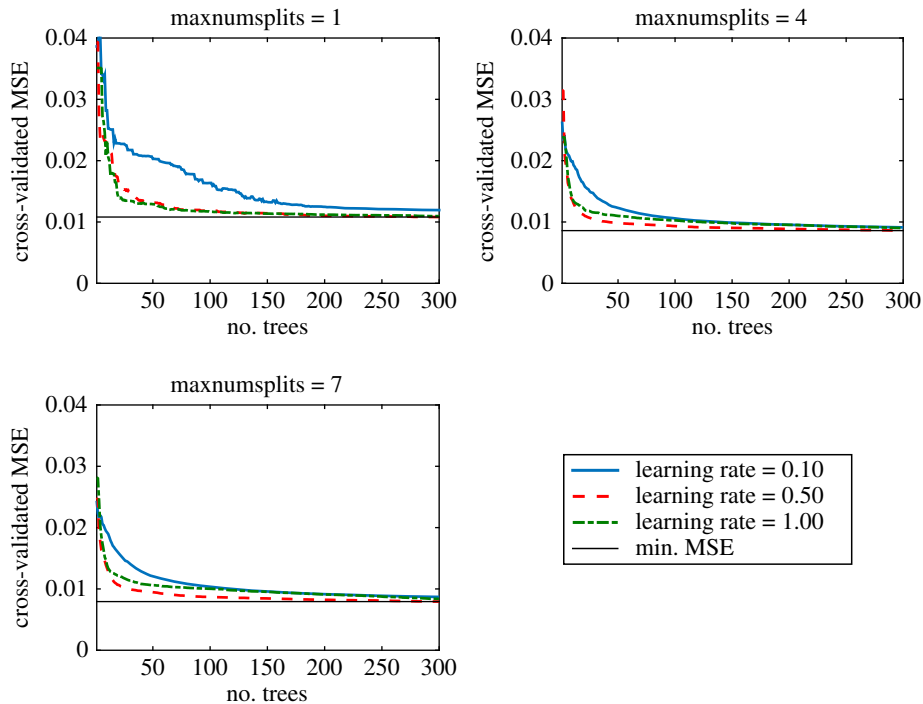 maxnumsplits = 1
0.04
0.03
0.02
0.01
0
cross-validated MSE
50 100 150 200 250 300
no. trees
maxnumsplits = 4
0.04
0.03
0.02
0.01
0
cross-validated MSE
50 100 150 200 250 300
no. trees
maxnumsplits = 7
0.04
0.03
0.02
0.01
0
cross-validated MSE
50 100 150 200 250 300
no. trees
learning rate = 0.10
learning rate = 0.50
learning rate = 1.00
min. MSE